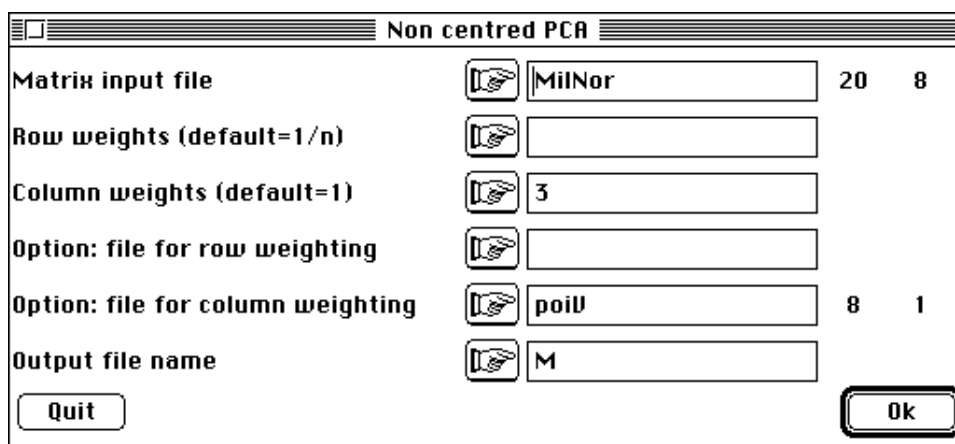 Non centred PCA
Matrix input file MilNor 20 8
Row weights (default=1/n)
Column weights (default=1) 3
Option: file for row weighting
Option: file for column weighting poiV 8 1
Output file name M
Quit Ok